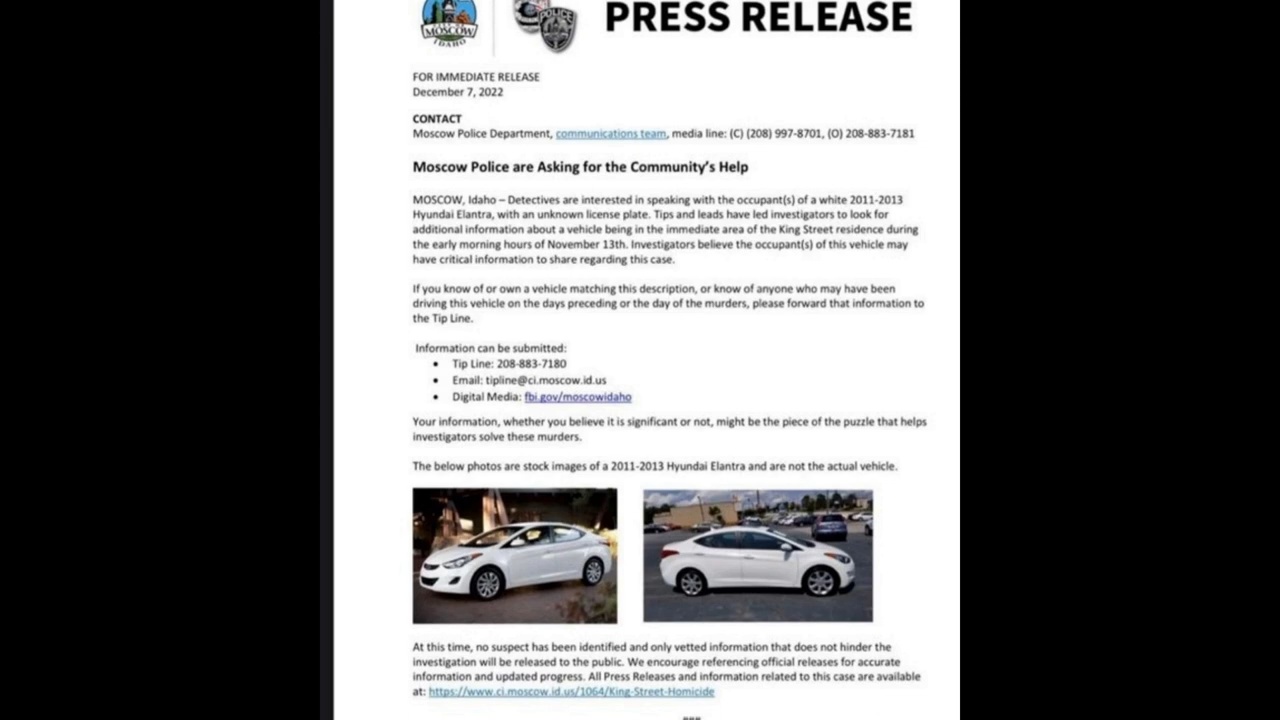 PRESS RELEASE
CITY OF
MOSCOW
IDAHO
POLICE
FOR IMMEDIATE RELEASE
December 7, 2022
CONTACT
Moscow Police Department, communications team, media line: (C) (208) 997-8701, (O) 208-883-7181
Moscow Police are Asking for the Community's Help
MOSCOW, Idaho – Detectives are interested in speaking with the occupant(s) of a white 2011-2013
Hyundai Elantra, with an unknown license plate. Tips and leads have led investigators to look for
additional information about a vehicle being in the immediate area of the King Street residence during
the early morning hours of November 13th. Investigators believe the occupant(s) of this vehicle may
have critical information to share regarding this case.
If you know of or own a vehicle matching this description, or know of anyone who may have been
driving this vehicle on the days preceding or the day of the murders, please forward that information to
the Tip Line.
Information can be submitted:
• Tip Line: 208-883-7180
• Email: tipline@ci.moscow.id.us
• Digital Media: fbi.gov/moscowidaho
Your information, whether you believe it is significant or not, might be the piece of the puzzle that helps
investigators solve these murders.
The below photos are stock images of a 2011-2013 Hyundai Elantra and are not the actual vehicle.
At this time, no suspect has been identified and only vetted information that does not hinder the
investigation will be released to the public. We encourage referencing official releases for accurate
information and updated progress. All Press Releases and information related to this case are available
at: https://www.ci.moscow.id.us/1064/King-Street-Homicide